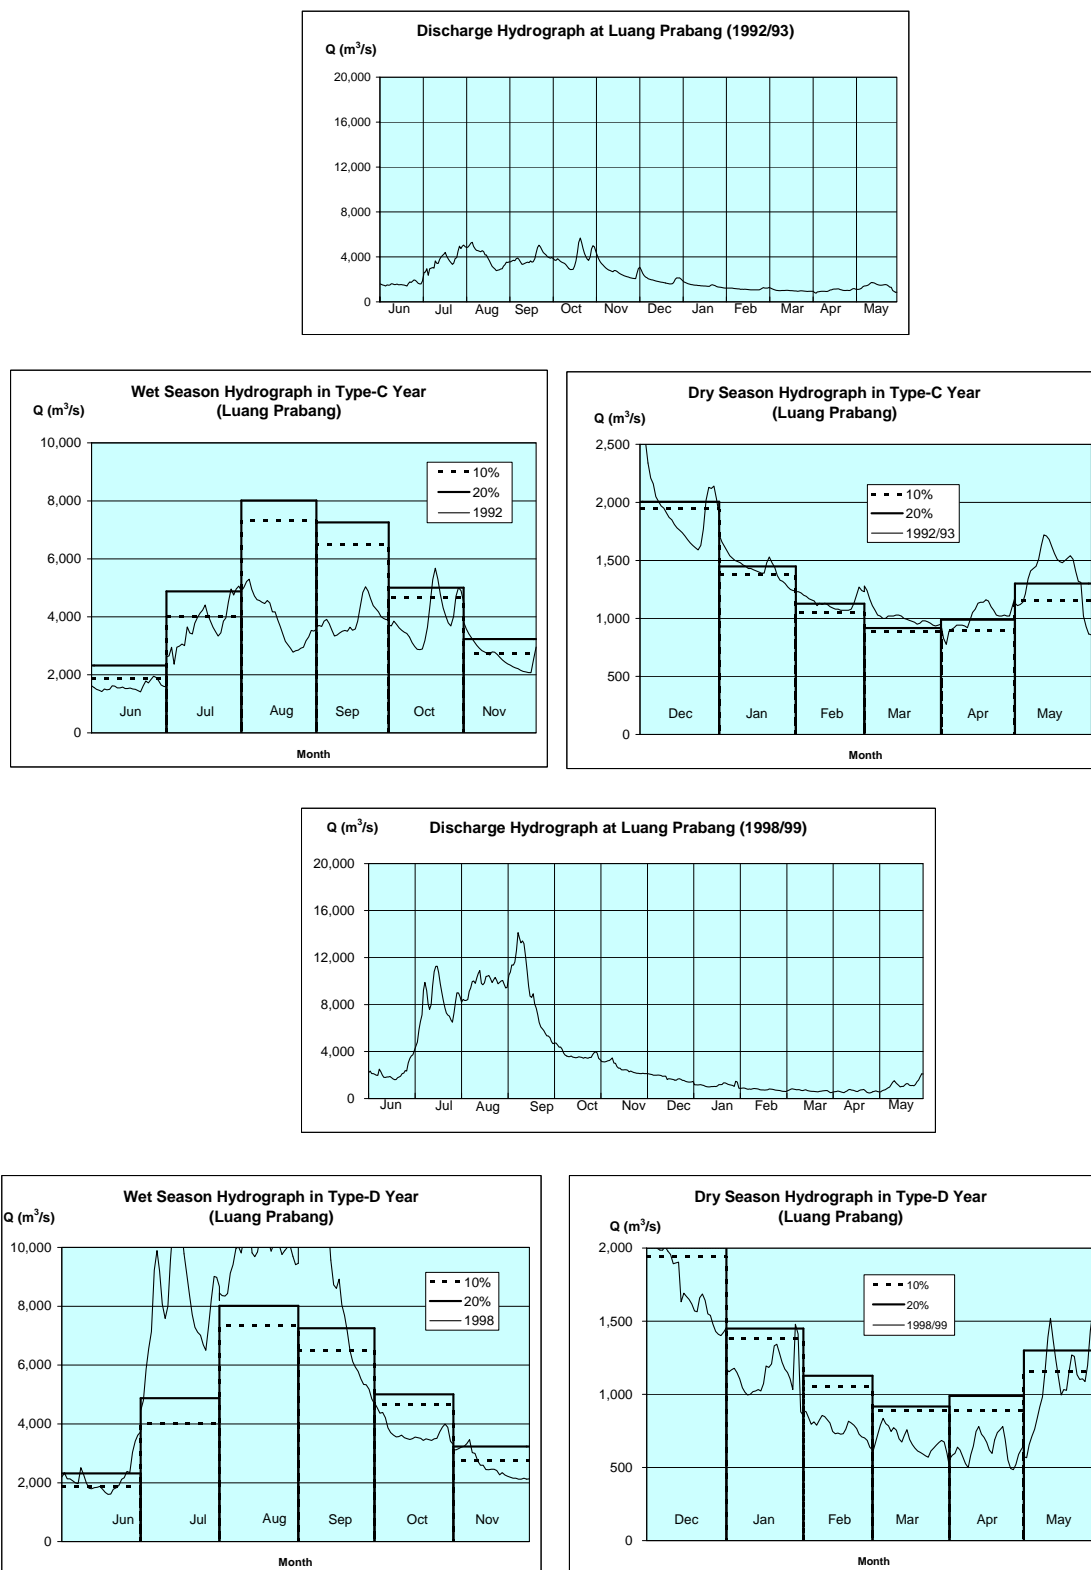 Discharge Hydrograph at Luang Prabang (1992/93)
Q (m³/s)
20,000
16,000
12,000
8,000
4,000
0
Jun Jul Aug Sep Oct Nov Dec Jan Feb Mar Apr May
Wet Season Hydrograph in Type-C Year
(Luang Prabang)
Q (m³/s)
10,000
8,000
6,000
4,000
2,000
0
10%
20%
1992
Jun Jul Aug Sep Oct Nov
Month
Dry Season Hydrograph in Type-C Year
(Luang Prabang)
Q (m³/s)
2,500
2,000
1,500
1,000
500
0
10%
20%
1992/93
Dec Jan Feb Mar Apr May
Month
Q (m³/s)
Discharge Hydrograph at Luang Prabang (1998/99)
20,000
16,000
12,000
8,000
4,000
0
Jun Jul Aug Sep Oct Nov Dec Jan Feb Mar Apr May
Wet Season Hydrograph in Type-D Year
(Luang Prabang)
Q (m³/s)
10,000
8,000
6,000
4,000
2,000
0
10%
20%
1998
Jun Jul Aug Sep Oct Nov
Month
Dry Season Hydrograph in Type-D Year
(Luang Prabang)
Q (m³/s)
2,000
1,500
1,000
500
0
10%
20%
1998/99
Dec Jan Feb Mar Apr May
Month